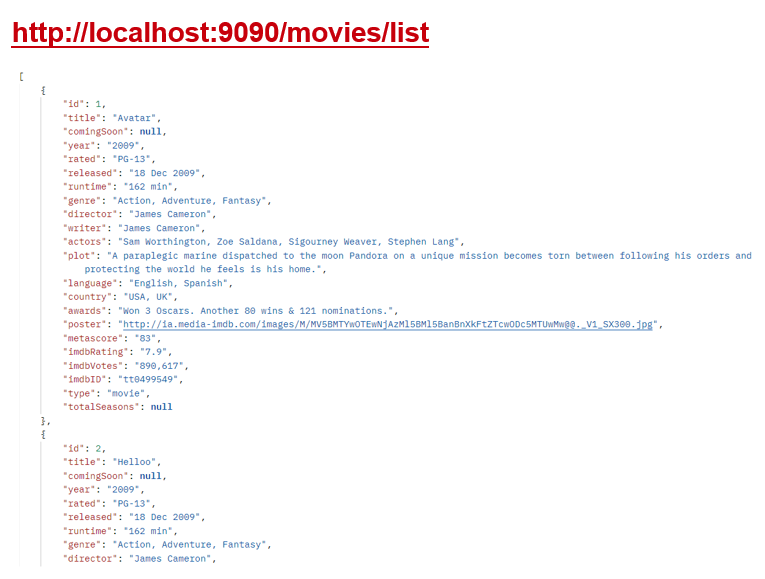 http://localhost:9090/movies/list
[
{
"id": 1,
"title": "Avatar",
"comingSoon": null,
"year": "2009",
"rated": "PG-13",
"released": "18 Dec 2009",
"runtime": "162 min",
"genre": "Action, Adventure, Fantasy",
"director": "James Cameron",
"writer": "James Cameron",
"actors": "Sam Worthington, Zoe Saldana, Sigourney Weaver, Stephen Lang",
"plot": "A paraplegic marine dispatched to the moon Pandora on a unique mission becomes torn between following his orders and
protecting the world he feels is his home.",
"language": "English, Spanish",
"country": "USA, UK",
"awards": "Won 3 Oscars. Another 80 wins & 121 nominations.",
"poster": "http://ia.media-imdb.com/images/M/MV5BMTYwOTEwNjAzMl5BMl5BanBnXkFtZTcwODc5MTUwMw@@._V1_SX300.jpg",
"metascore": "83",
"imdbRating": "7.9",
"imdbVotes": "890,617",
"imdbID": "tt0499549",
"type": "movie",
"totalSeasons": null
},
{
"id": 2,
"title": "Helloo",
"comingSoon": null,
"year": "2009",
"rated": "PG-13",
"released": "18 Dec 2009",
"runtime": "162 min",
"genre": "Action, Adventure, Fantasy",
"director": "James Cameron",